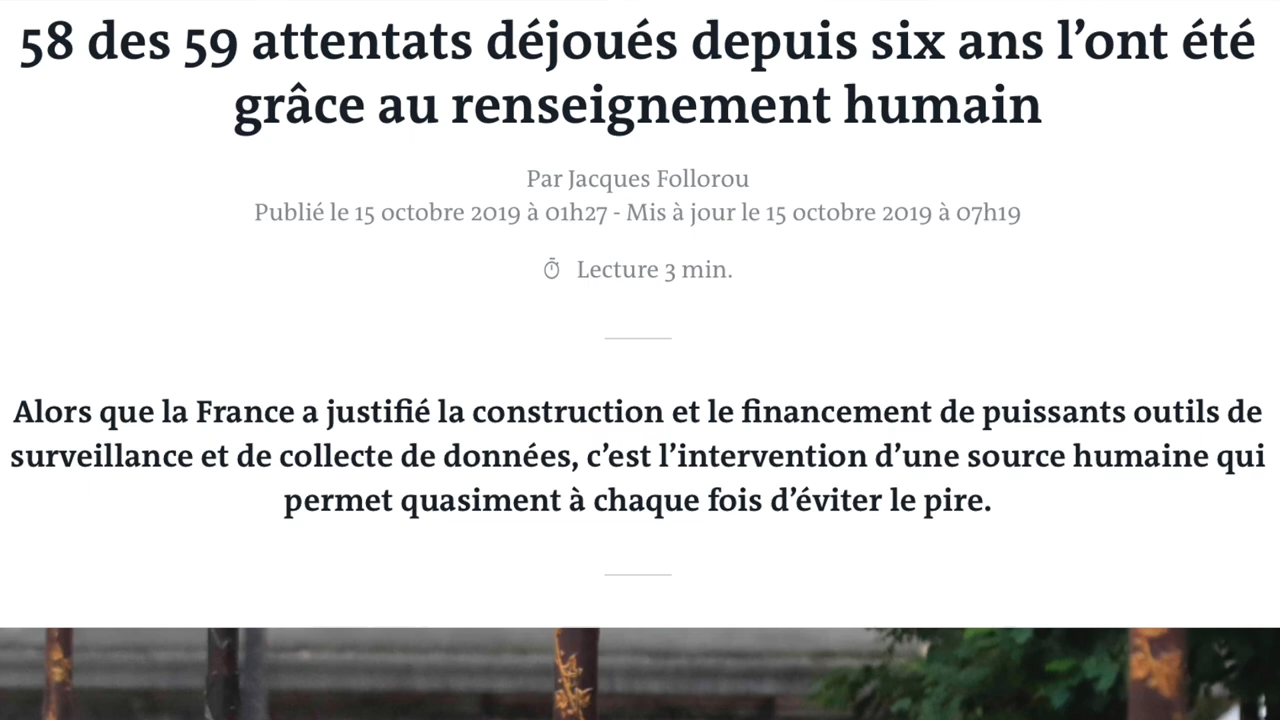 58 des 59 attentats déjoués depuis six ans l’ont été
grâce au renseignement humain
Par Jacques Follorou
Publié le 15 octobre 2019 à 01h27 - Mis à jour le 15 octobre 2019 à 07h19
Lecture 3 min.
Alors que la France a justifié la construction et le financement de puissants outils de
surveillance et de collecte de données, c’est l’intervention d’une source humaine qui
permet quasiment à chaque fois d’éviter le pire.